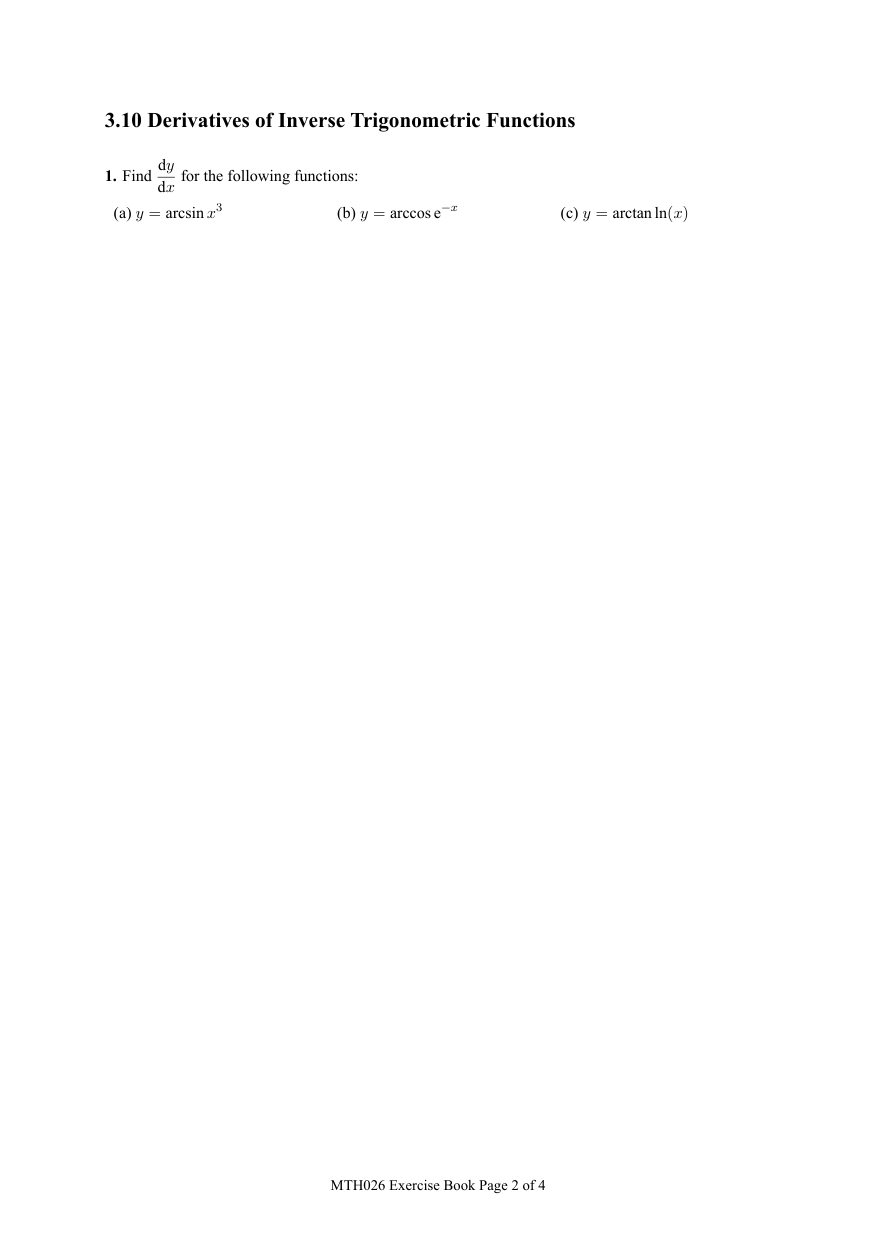 3.10 Derivatives of Inverse Trigonometric Functions
1. Find dy/dx for the following functions:
(a) y = arcsin x³ (b) y = arccos e⁻ˣ (c) y = arctan ln(x)
MTH026 Exercise Book Page 2 of 4